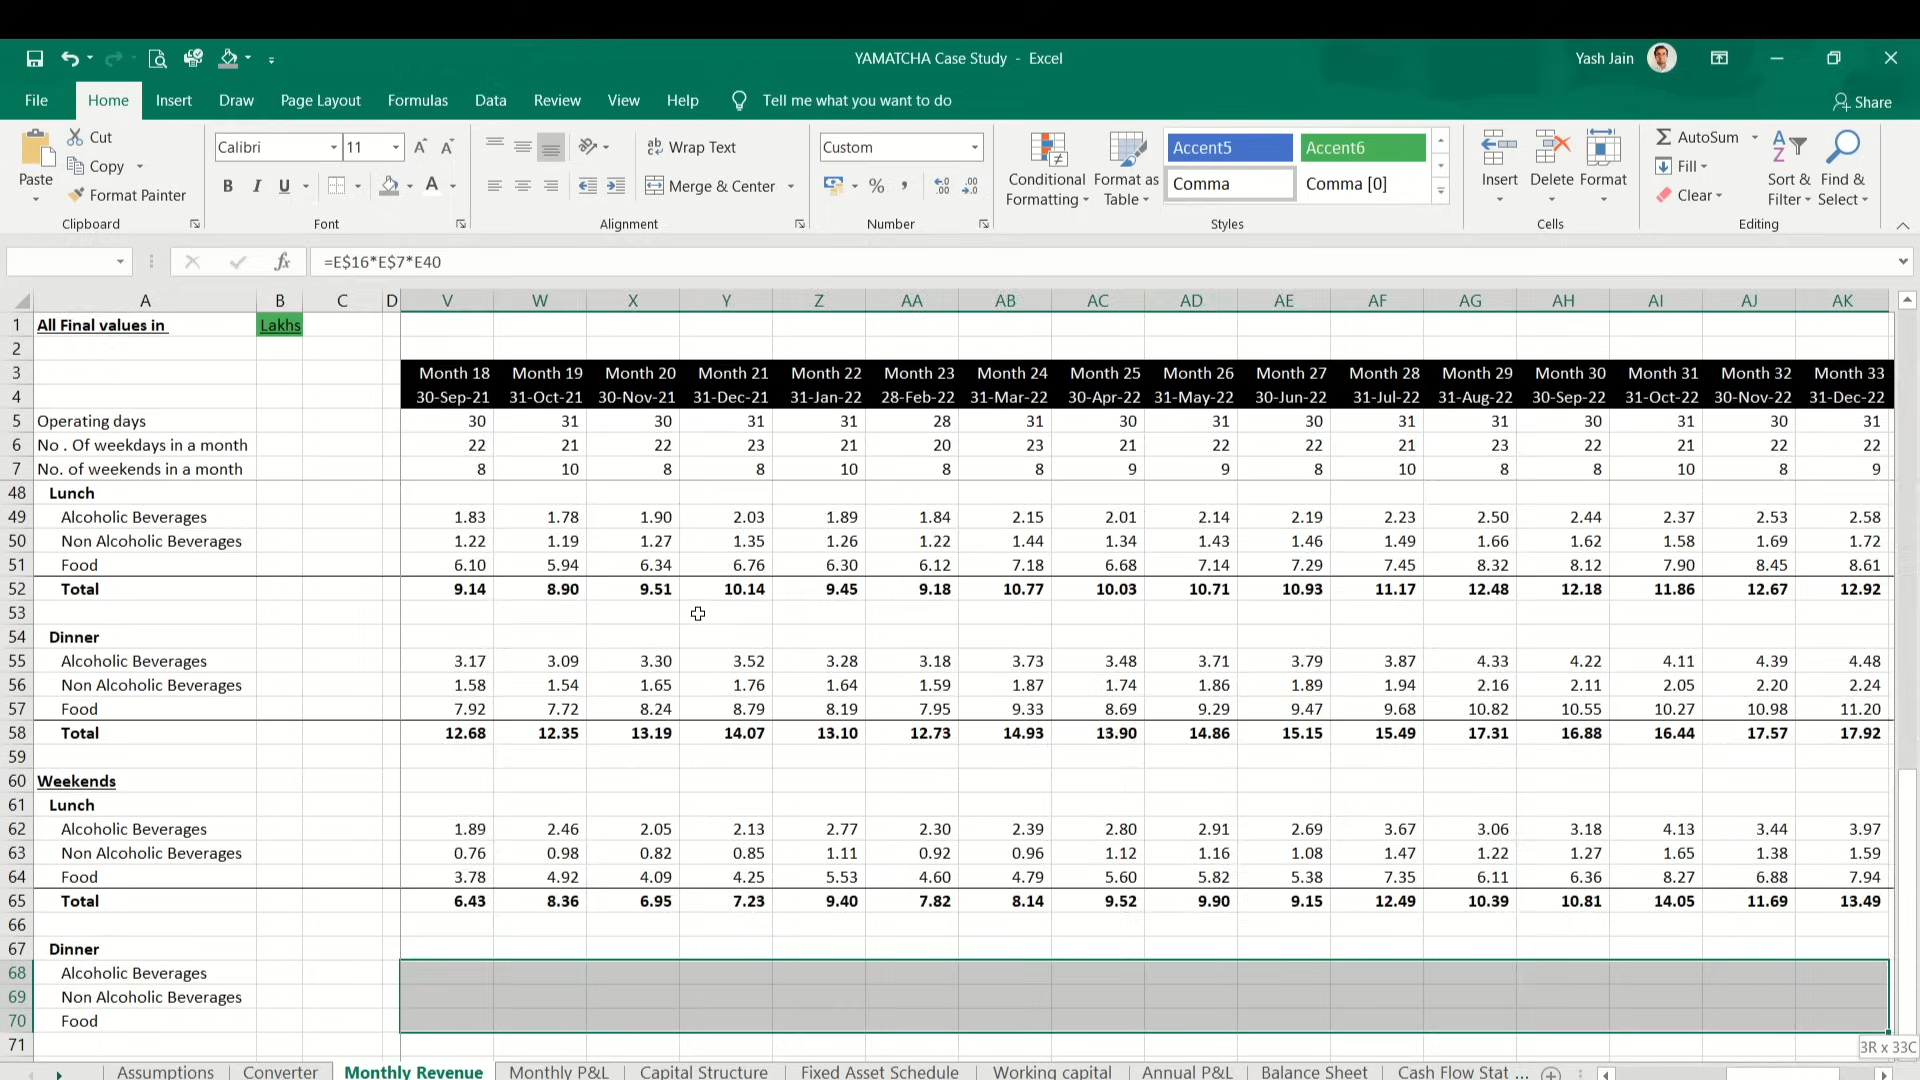 YAMATCHA Case Study - Excel
Yash Jain
File Home Insert Draw Page Layout Formulas Data Review View Help Tell me what you want to do
Share
Paste
Cut
Copy
Format Painter
Clipboard
Calibri 11
B I U
Font
Wrap Text
Merge & Center
Alignment
Custom
Number
Conditional Formatting
Format as Table
Accent5 Accent6
Comma Comma [0]
Styles
Insert Delete Format
Cells
AutoSum
Fill
Clear
Sort & Filter
Find & Select
Editing
=E$16*E$7*E40
A B C D V W X Y Z AA AB AC AD AE AF AG AH AI AJ AK
1 All Final values in Lakhs
2
3 Month 18 Month 19 Month 20 Month 21 Month 22 Month 23 Month 24 Month 25 Month 26 Month 27 Month 28 Month 29 Month 30 Month 31 Month 32 Month 33
4 30-Sep-21 31-Oct-21 30-Nov-21 31-Dec-21 31-Jan-22 28-Feb-22 31-Mar-22 30-Apr-22 31-May-22 30-Jun-22 31-Jul-22 31-Aug-22 30-Sep-22 31-Oct-22 30-Nov-22 31-Dec-22
5 Operating days 30 31 30 31 31 28 31 30 31 30 31 31 30 31 30 31
6 No . Of weekdays in a month 22 21 22 23 21 20 23 21 22 22 21 23 22 21 22 22
7 No. of weekends in a month 8 10 8 8 10 8 8 9 9 8 10 8 8 10 8 9
48 Lunch
49 Alcoholic Beverages 1.83 1.78 1.90 2.03 1.89 1.84 2.15 2.01 2.14 2.19 2.23 2.50 2.44 2.37 2.53 2.58
50 Non Alcoholic Beverages 1.22 1.19 1.27 1.35 1.26 1.22 1.44 1.34 1.43 1.46 1.49 1.66 1.62 1.58 1.69 1.72
51 Food 6.10 5.94 6.34 6.76 6.30 6.12 7.18 6.68 7.14 7.29 7.45 8.32 8.12 7.90 8.45 8.61
52 Total 9.14 8.90 9.51 10.14 9.45 9.18 10.77 10.03 10.71 10.93 11.17 12.48 12.18 11.86 12.67 12.92
53
54 Dinner
55 Alcoholic Beverages 3.17 3.09 3.30 3.52 3.28 3.18 3.73 3.48 3.71 3.79 3.87 4.33 4.22 4.11 4.39 4.48
56 Non Alcoholic Beverages 1.58 1.54 1.65 1.76 1.64 1.59 1.87 1.74 1.86 1.89 1.94 2.16 2.11 2.05 2.20 2.24
57 Food 7.92 7.72 8.24 8.79 8.19 7.95 9.33 8.69 9.29 9.47 9.68 10.82 10.55 10.27 10.98 11.20
58 Total 12.68 12.35 13.19 14.07 13.10 12.73 14.93 13.90 14.86 15.15 15.49 17.31 16.88 16.44 17.57 17.92
59
60 Weekends
61 Lunch
62 Alcoholic Beverages 1.89 2.46 2.05 2.13 2.77 2.30 2.39 2.80 2.91 2.69 3.67 3.06 3.18 4.13 3.44 3.97
63 Non Alcoholic Beverages 0.76 0.98 0.82 0.85 1.11 0.92 0.96 1.12 1.16 1.08 1.47 1.22 1.27 1.65 1.38 1.59
64 Food 3.78 4.92 4.09 4.25 5.53 4.60 4.79 5.60 5.82 5.38 7.35 6.11 6.36 8.27 6.88 7.94
65 Total 6.43 8.36 6.95 7.23 9.40 7.82 8.14 9.52 9.90 9.15 12.49 10.39 10.81 14.05 11.69 13.49
66
67 Dinner
68 Alcoholic Beverages
69 Non Alcoholic Beverages
70 Food
71
3R x 33C
Assumptions Converter Monthly Revenue Monthly P&L Capital Structure Fixed Asset Schedule Working capital Annual P&L Balance Sheet Cash Flow Stat ...